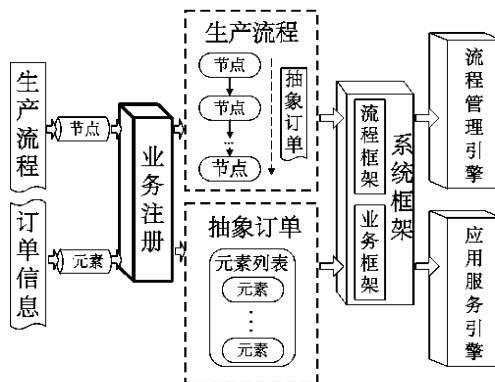 生产流程
节点
业务注册
生产流程
节点
节点
...
节点
抽象订单
系统框架
流程框架
业务框架
流程管理引擎
订单信息
元素
抽象订单
元素列表
元素
⋮
元素
应用服务引擎